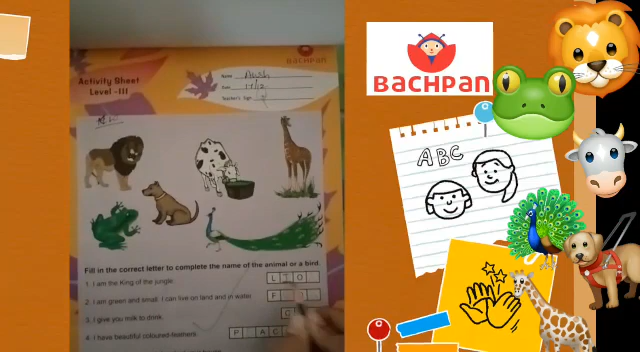 BACHPAN
Activity Sheet
Level -III
Name
Date
Teacher's Sign
BACHPAN
ABC
Fill in the correct letter to complete the name of the animal or a bird.
1. I am the King of the jungle.
L I O
2. I am green and small. I can live on land and in water.
F
3. I give you milk to drink.
C
4. I have beautiful coloured feathers.
P A C